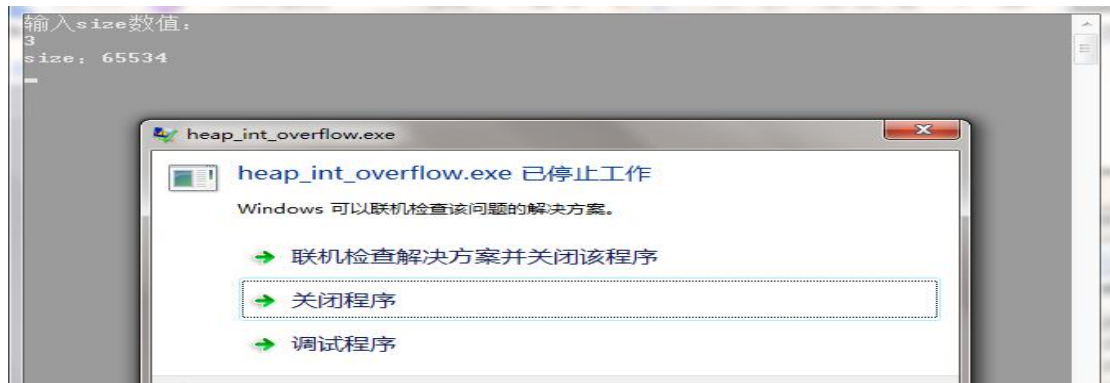 输入size数值:
3
size: 65534
heap_int_overflow.exe
heap_int_overflow.exe 已停止工作
Windows 可以联机检查该问题的解决方案。
联机检查解决方案并关闭该程序
关闭程序
调试程序